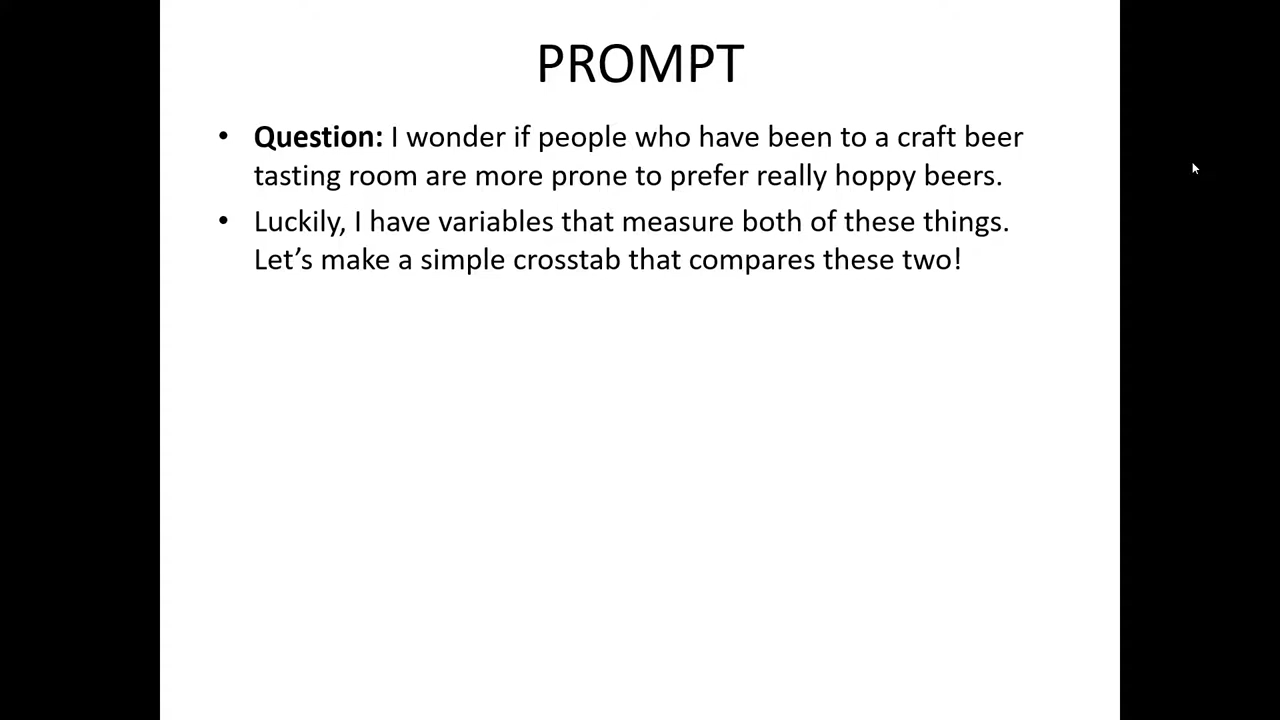 PROMPT
• Question: I wonder if people who have been to a craft beer
tasting room are more prone to prefer really hoppy beers.
• Luckily, I have variables that measure both of these things.
Let’s make a simple crosstab that compares these two!